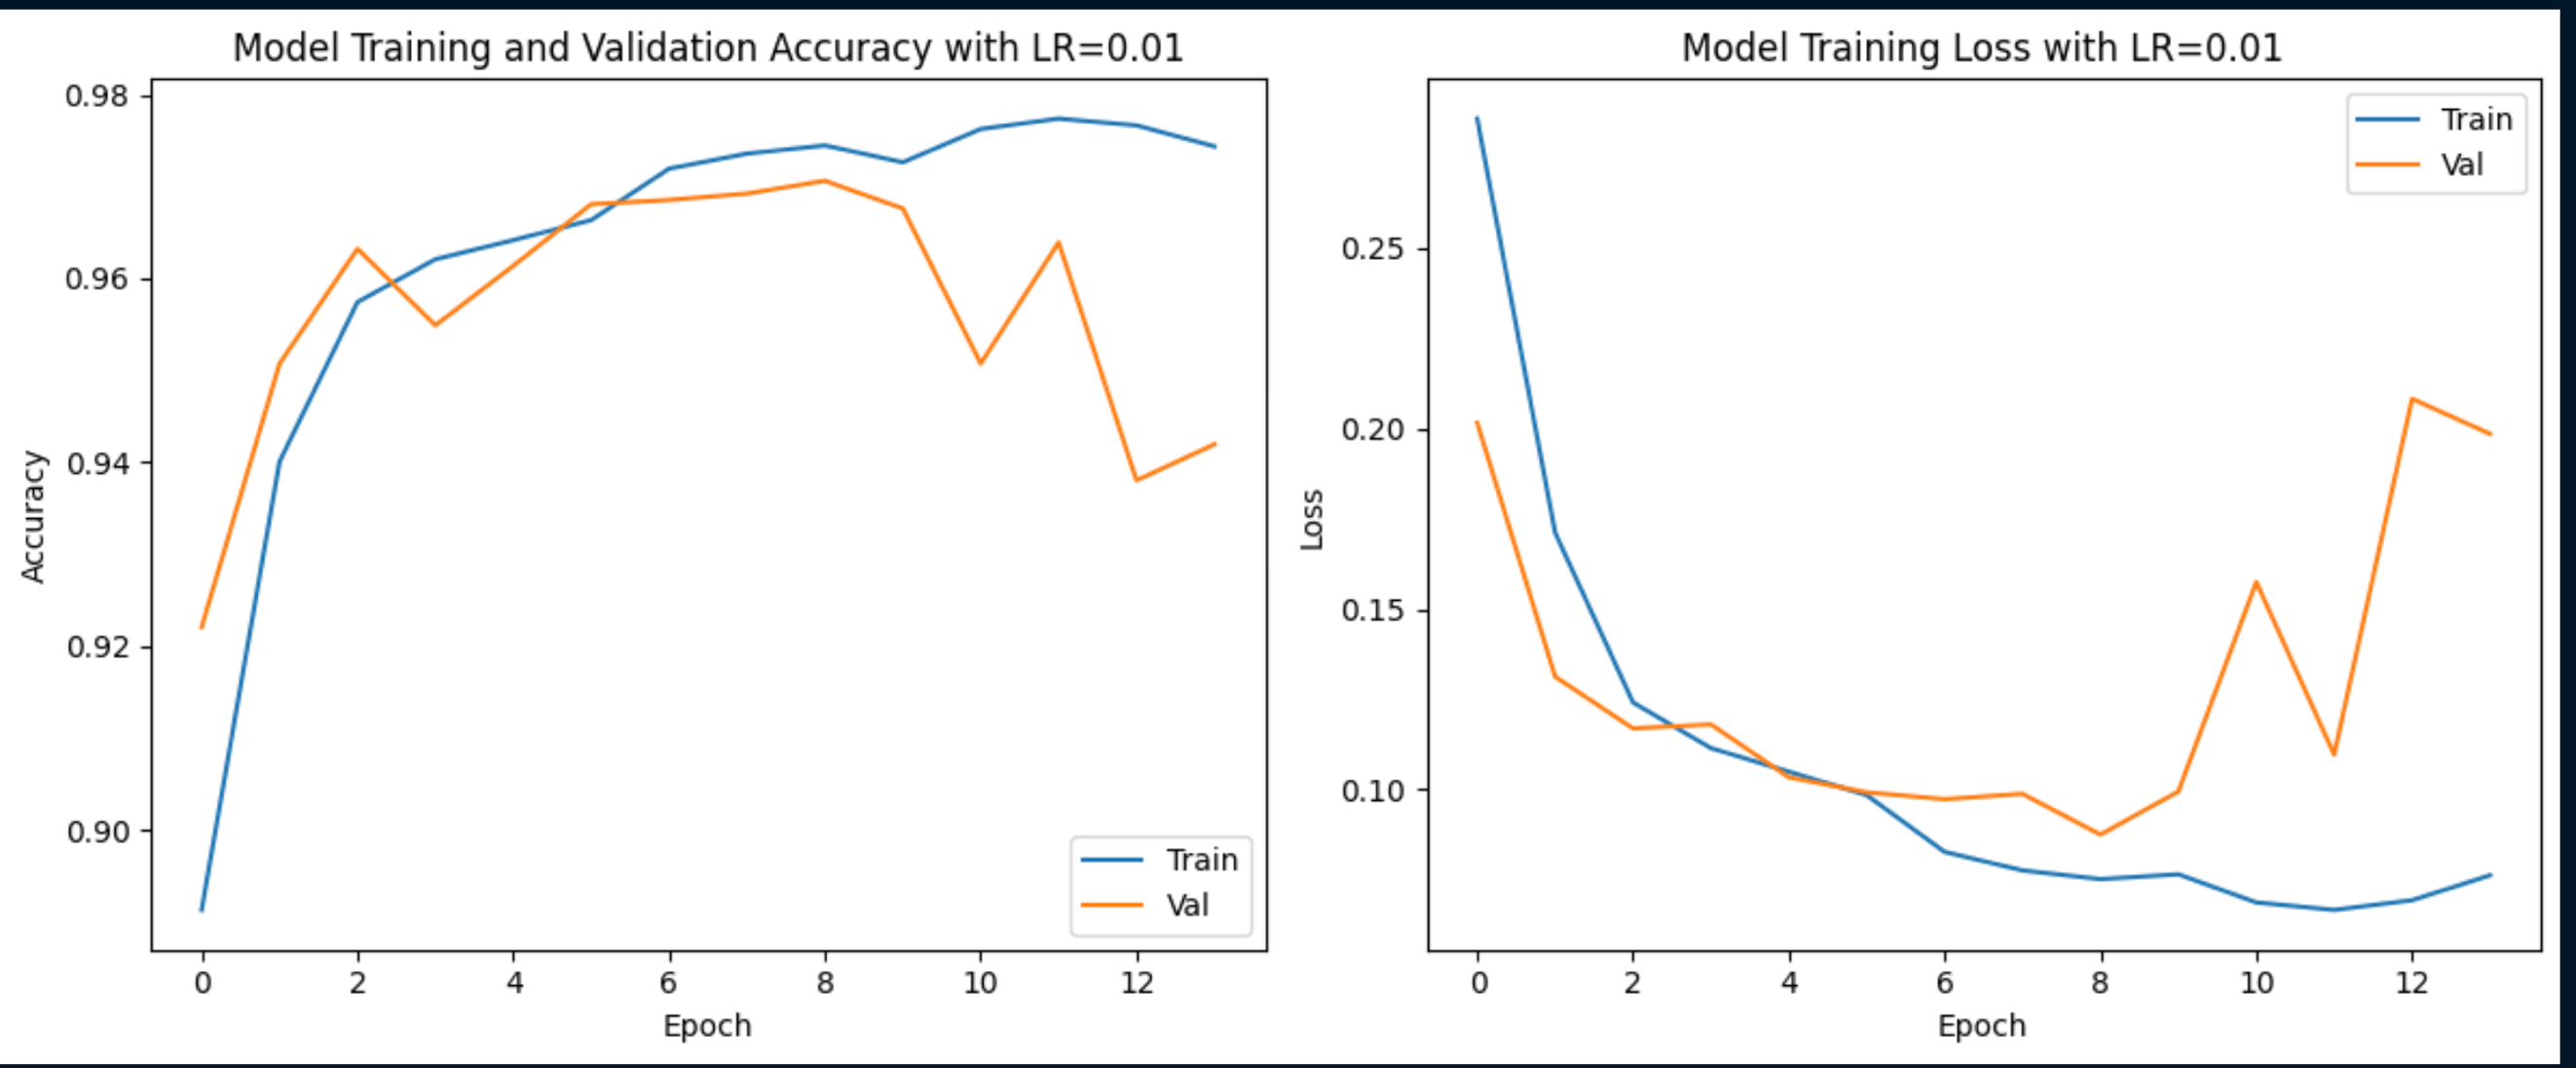 Model Training and Validation Accuracy with LR=0.01
0.98
0.96
0.94
0.92
0.90
Accuracy
Train
Val
0
2
4
6
8
10
12
Epoch
Model Training Loss with LR=0.01
Train
Val
0.25
0.20
0.15
0.10
Loss
0
2
4
6
8
10
12
Epoch